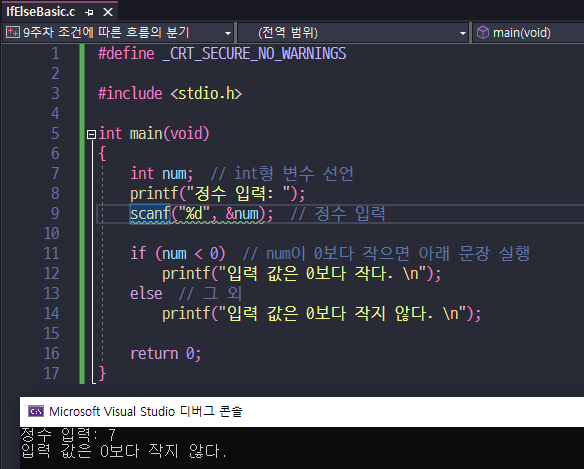 IfElseBasic.c
9주차 조건에 따른 흐름의 분기 (전역 범위) main(void)
1 #define _CRT_SECURE_NO_WARNINGS
2
3 #include <stdio.h>
4
5 int main(void)
6 {
7 int num; // int형 변수 선언
8 printf("정수 입력: ");
9 scanf("%d", &num); // 정수 입력
10
11 if (num < 0) // num이 0보다 작으면 아래 문장 실행
12 printf("입력 값은 0보다 작다. \n");
13 else // 그 외
14 printf("입력 값은 0보다 작지 않다. \n");
15
16 return 0;
17 }
Microsoft Visual Studio 디버그 콘솔
정수 입력: 7
입력 값은 0보다 작지 않다.